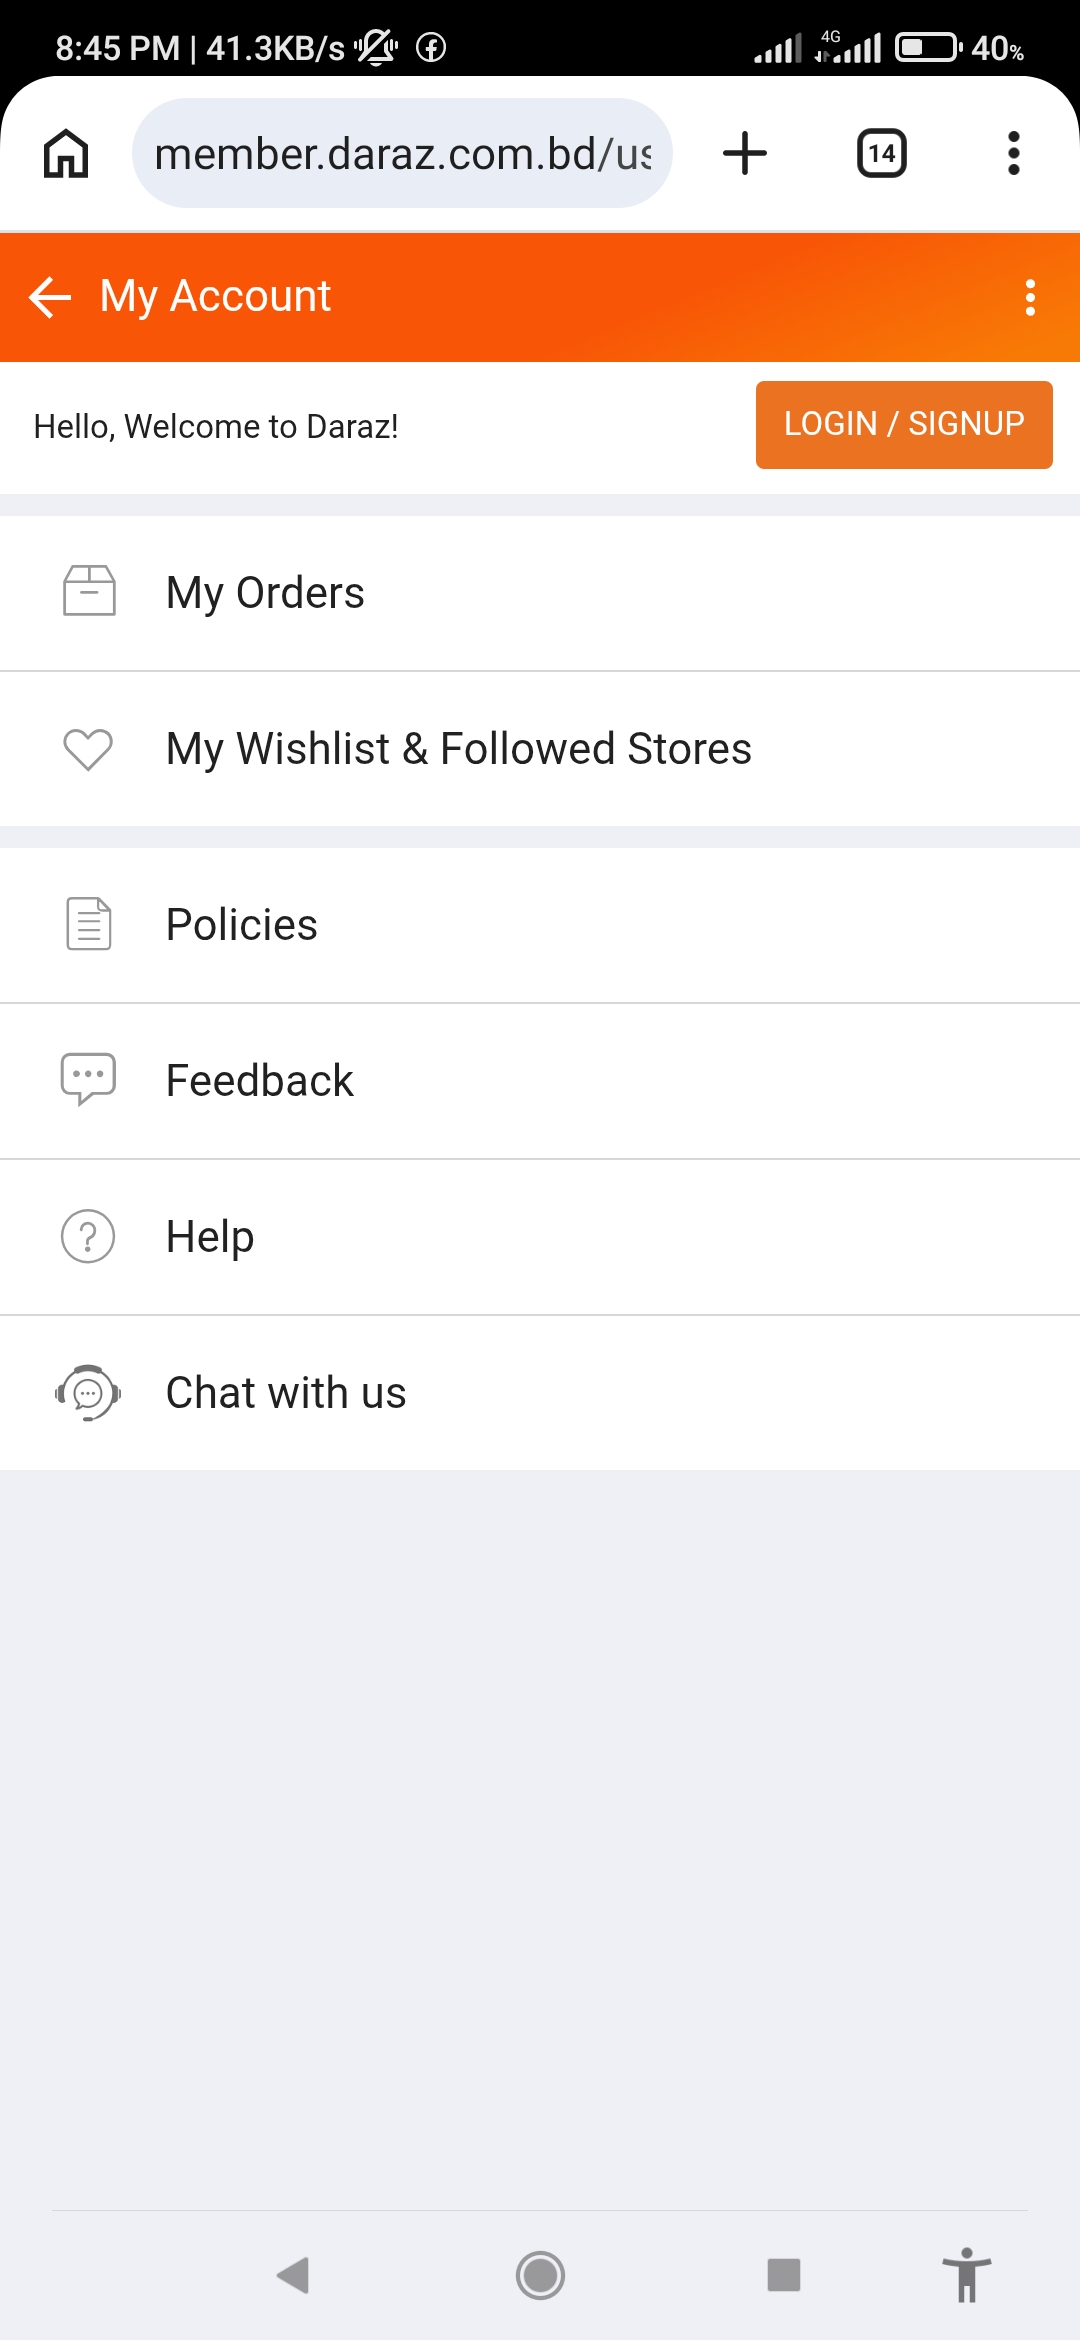 8:45 PM | 41.3KB/s 4G 40%
member.daraz.com.bd/us
14
My Account
Hello, Welcome to Daraz!
LOGIN / SIGNUP
My Orders
My Wishlist & Followed Stores
Policies
Feedback
Help
Chat with us